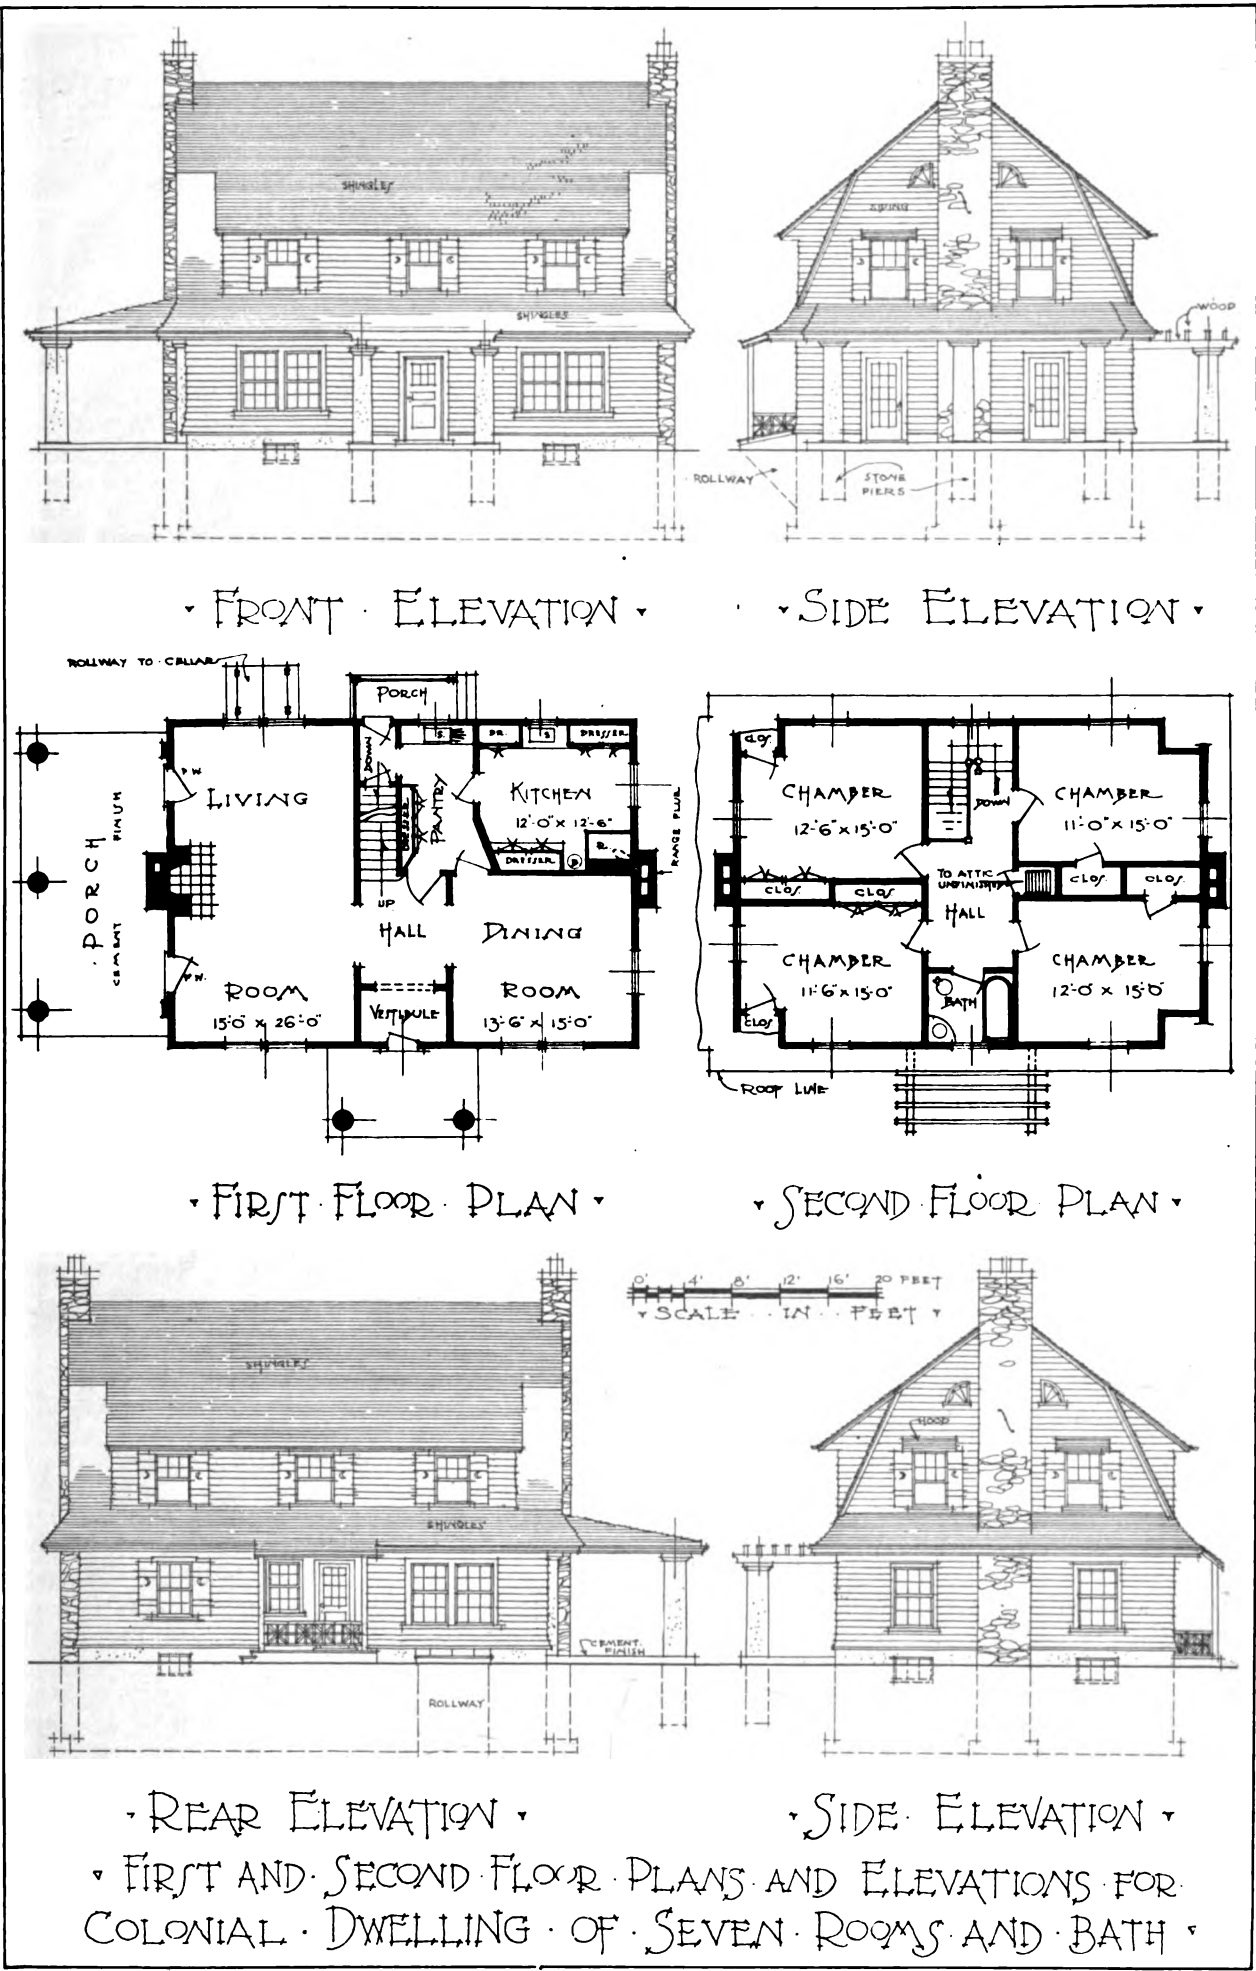 SHINGLES
SHINGLES
SIDING
WOOD
ROLLWAY
STONE
PIERS
FRONT · ELEVATION
SIDE ELEVATION
ROLLWAY TO · CELLAR
PORCH
DOWN
S.
DR.
S
DRESSER
P.W.
LIVING
DRESSER
PANTRY
KITCHEN
12'-0" x 12'-6"
DRESSER
R.
RANGE FLUE
PORCH
CEMENT FINISH
UP
HALL
DINING
P.W.
ROOM
15'-0" x 26'-0"
VESTIBULE
ROOM
13'-6" x 15'-0"
CLOS.
CHAMBER
12'-6" x 15'-0"
DOWN
CHAMBER
11'-0" x 15'-0"
TO ATTIC
UNFINISHED
CLOS.
CLOS.
CLOS.
CLOS.
HALL
CHAMBER
11'-6" x 15'-0"
BATH
CHAMBER
12'-0" x 15'-0"
CLOS
ROOF LINE
· FIRST · FLOOR · PLAN ·
· SECOND · FLOOR · PLAN ·
0' 4' 8' 12' 16' 20 FEET
SCALE · · IN · · FEET
SHINGLES
HOOD
SHINGLES
CEMENT
FINISH
ROLLWAY
· REAR ELEVATION ·
· SIDE · ELEVATION ·
FIRST AND · SECOND · FLOOR · PLANS · AND ELEVATIONS · FOR
COLONIAL · DWELLING · OF · SEVEN · ROOMS · AND · BATH